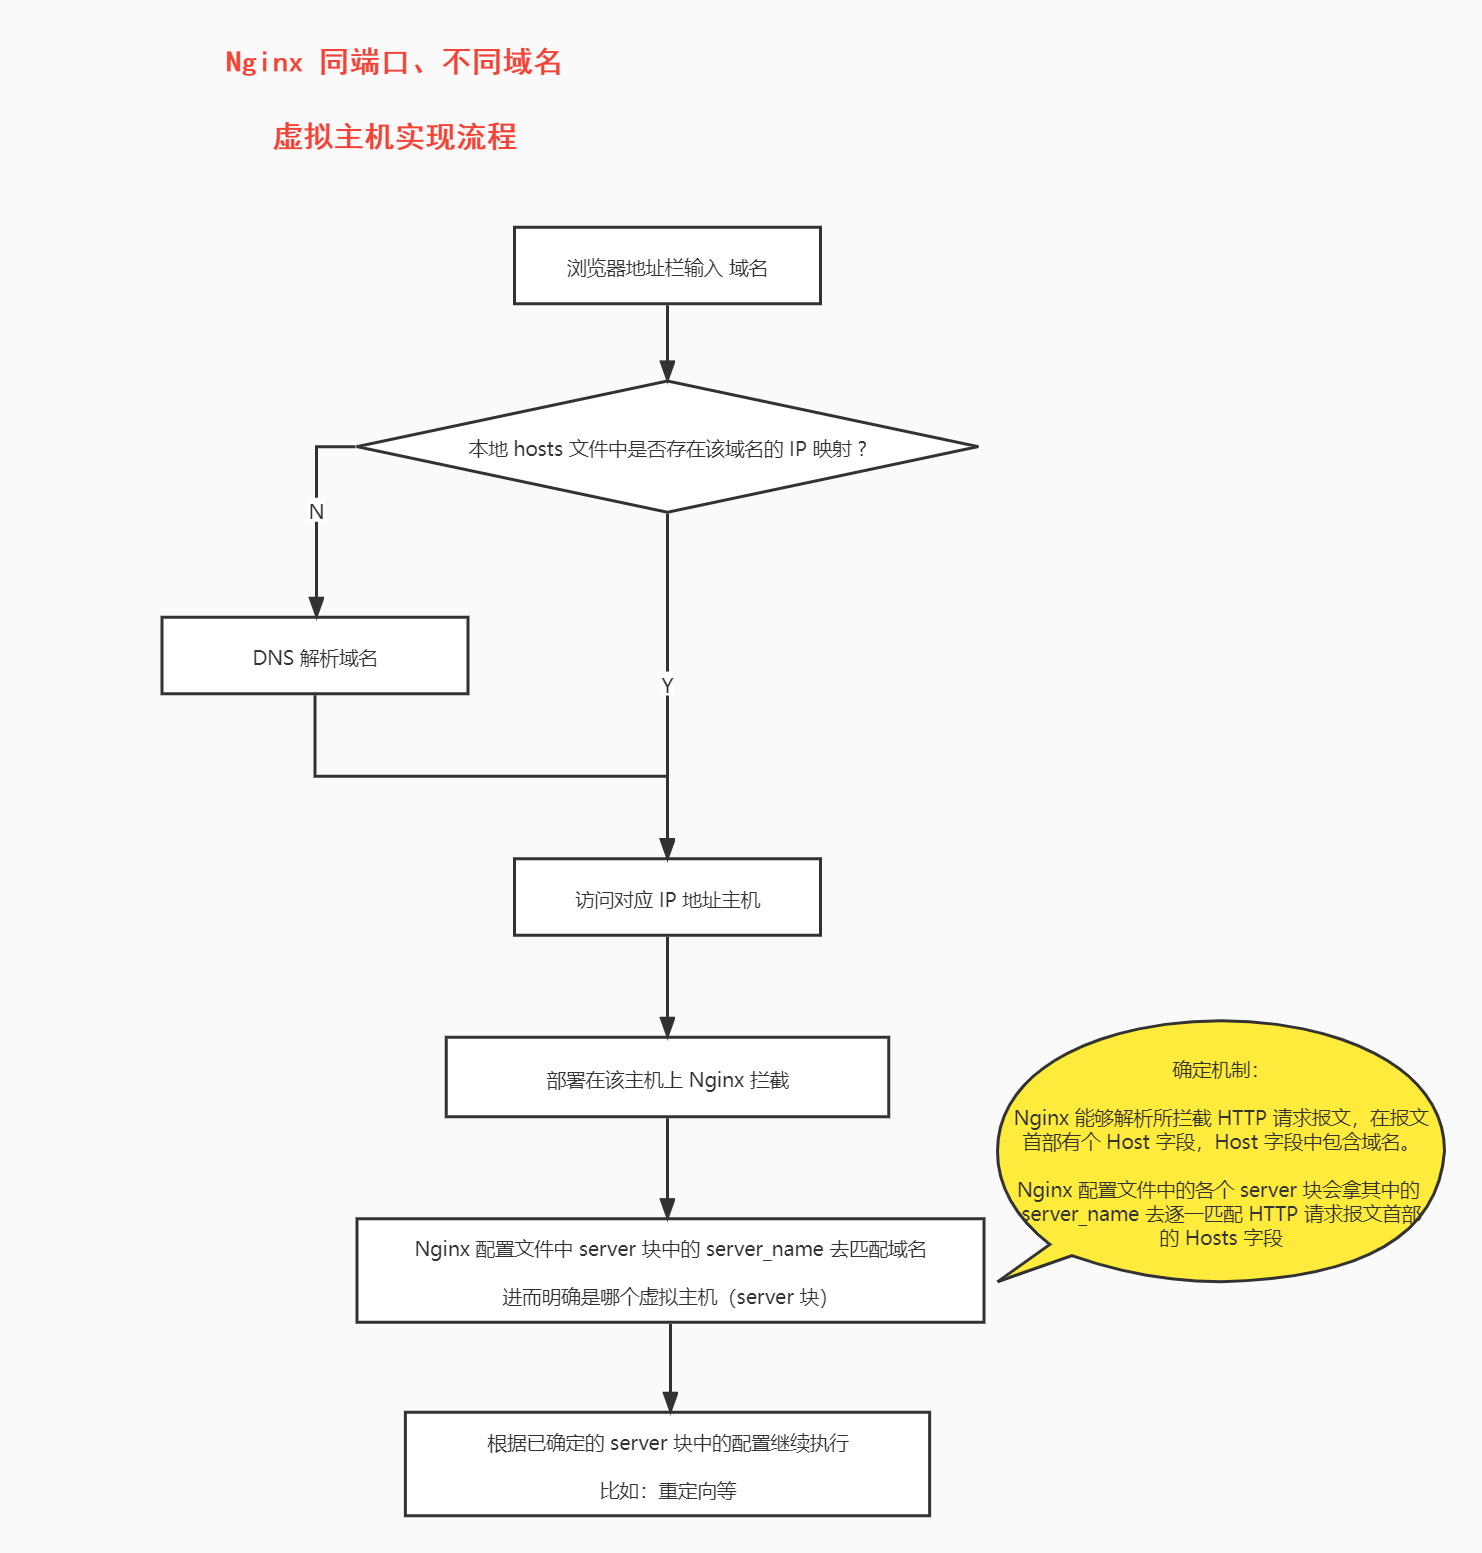 Nginx 同端口、不同域名
虚拟主机实现流程
浏览器地址栏输入 域名
本地 hosts 文件中是否存在该域名的 IP 映射？
N
DNS 解析域名
Y
访问对应 IP 地址主机
部署在该主机上 Nginx 拦截
确定机制：
Nginx 能够解析所拦截 HTTP 请求报文，在报文
首部有个 Host 字段，Host 字段中包含域名。
Nginx 配置文件中的各个 server 块会拿其中的
server_name 去逐一匹配 HTTP 请求报文首部
的 Hosts 字段
Nginx 配置文件中 server 块中的 server_name 去匹配域名
进而明确是哪个虚拟主机（server 块）
根据已确定的 server 块中的配置继续执行
比如：重定向等